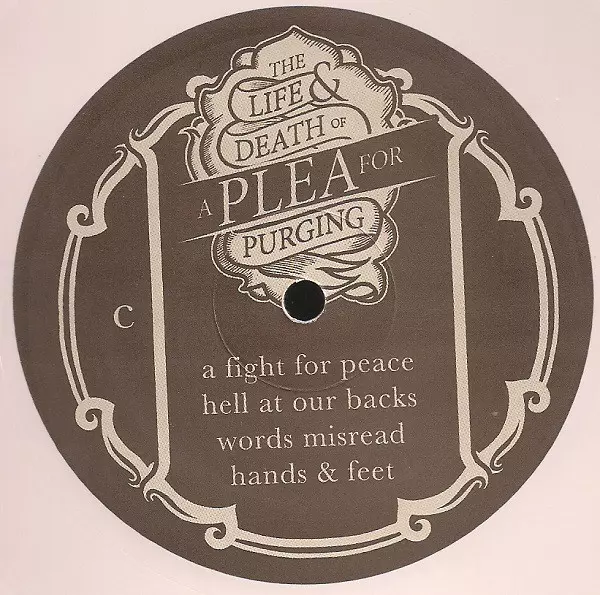 THE
LIFE &
DEATH OF
A PLEA FOR
PURGING
C
a fight for peace
hell at our backs
words misread
hands & feet